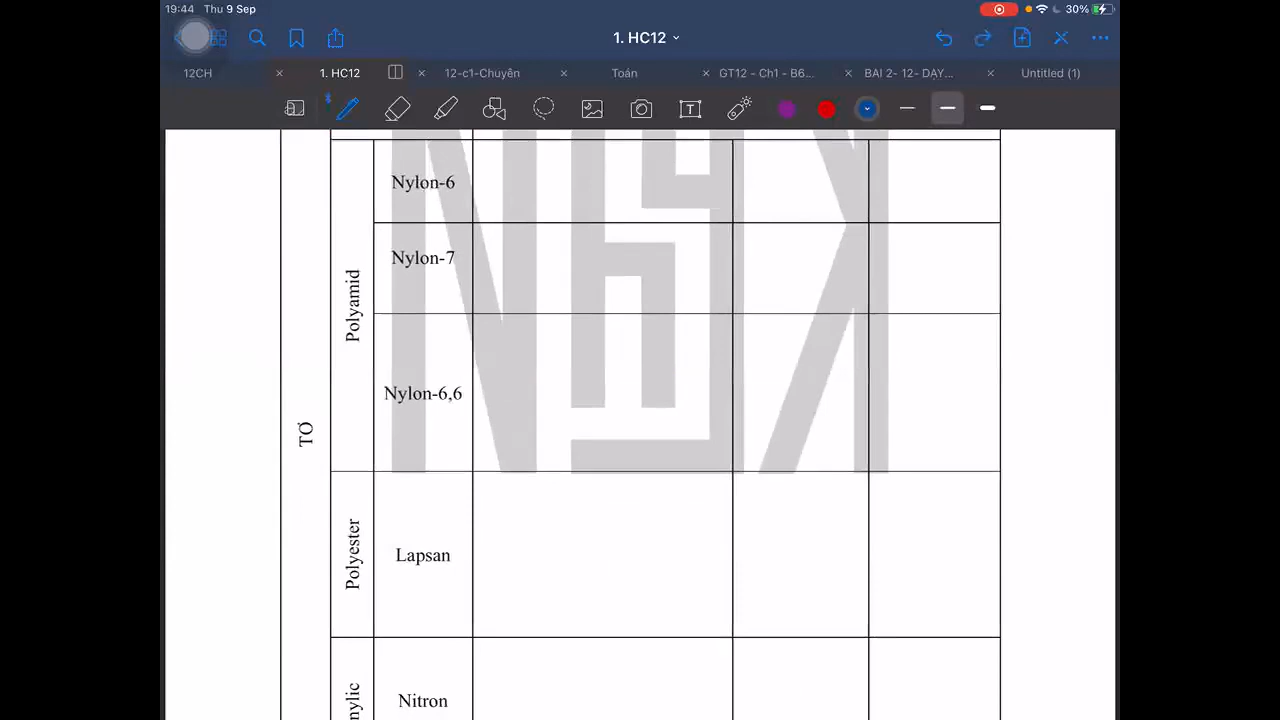 19:44 Thu 9 Sep
30%
1. HC12
12CH
1. HC12
12-c1-Chuyên
Toán
GT12 - Ch1 - B6...
BAI 2- 12- DAY...
Untitled (1)
TƠ
Polyamid
Nylon-6
Nylon-7
Nylon-6,6
Polyester
Lapsan
nylic
Nitron